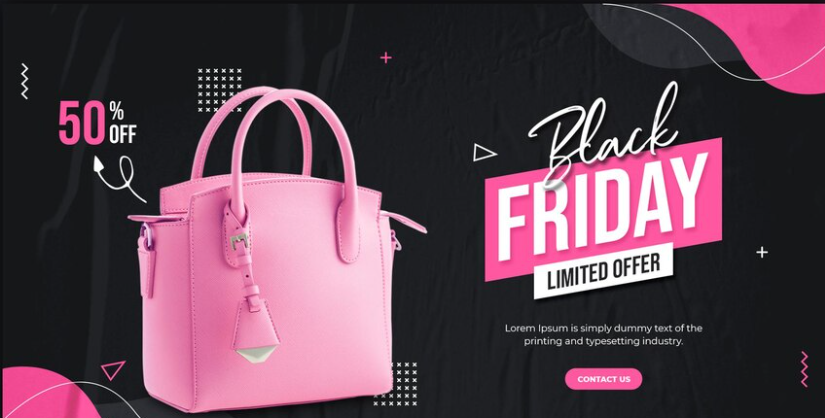 50% OFF
Black
FRIDAY
LIMITED OFFER
Lorem Ipsum is simply dummy text of the
printing and typesetting industry.
CONTACT US